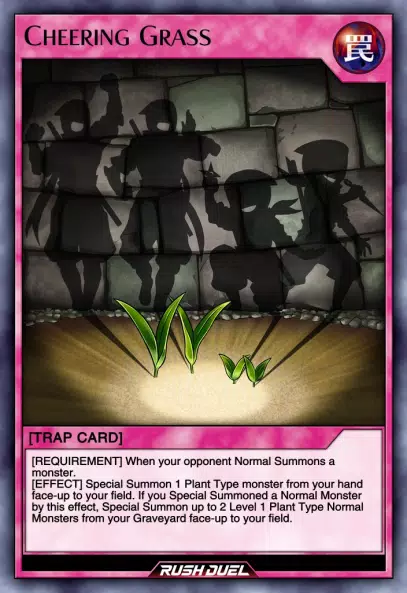 Cheering Grass
罠
[TRAP CARD]
[REQUIREMENT] When your opponent Normal Summons a
monster.
[EFFECT] Special Summon 1 Plant Type monster from your hand
face-up to your field. If you Special Summoned a Normal Monster
by this effect, Special Summon up to 2 Level 1 Plant Type Normal
Monsters from your Graveyard face-up to your field.
RUSH DUEL